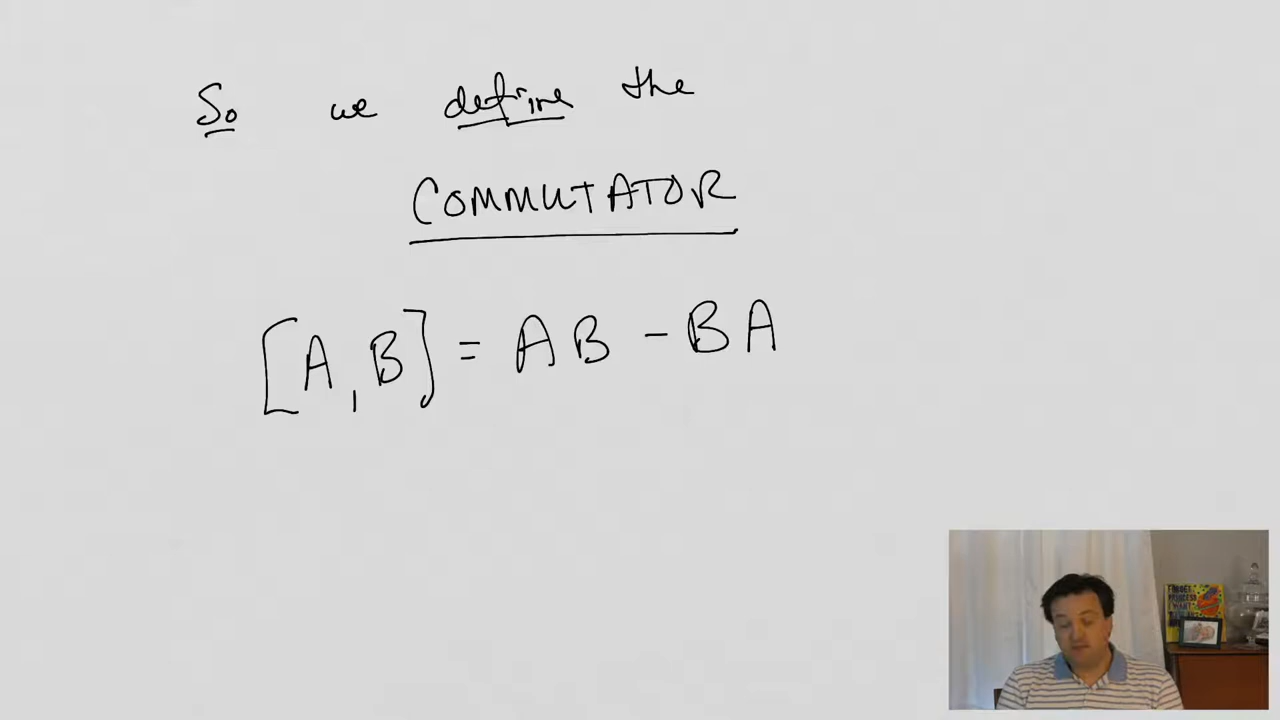 So we define the
COMMUTATOR
[A, B] = AB - BA